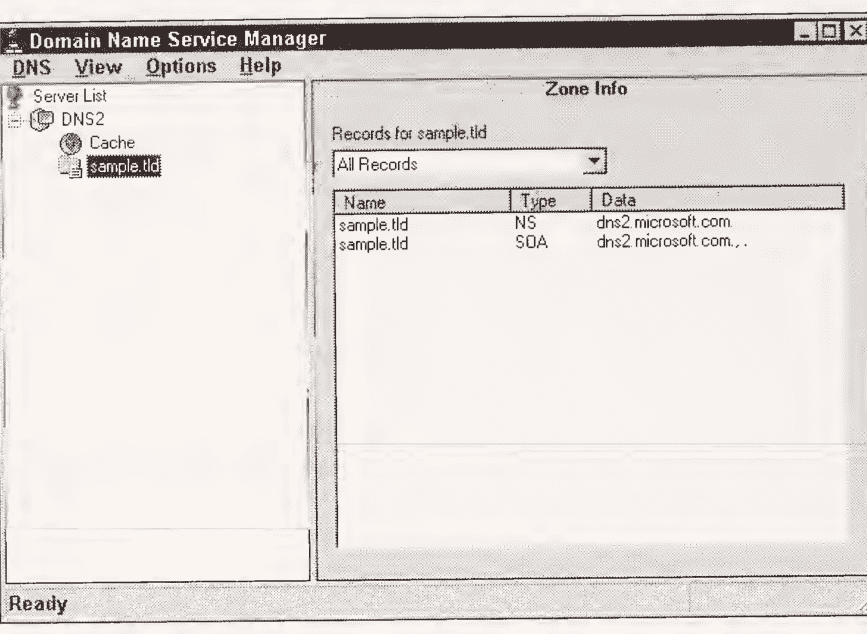 Domain Name Service Manager
DNS View Options Help
Server List
DNS2
Cache
sample.tld
Zone Info
Records for sample.tld
All Records
Name Type Data
sample.tld NS dns2.microsoft.com.
sample.tld SOA dns2.microsoft.com., .
Ready